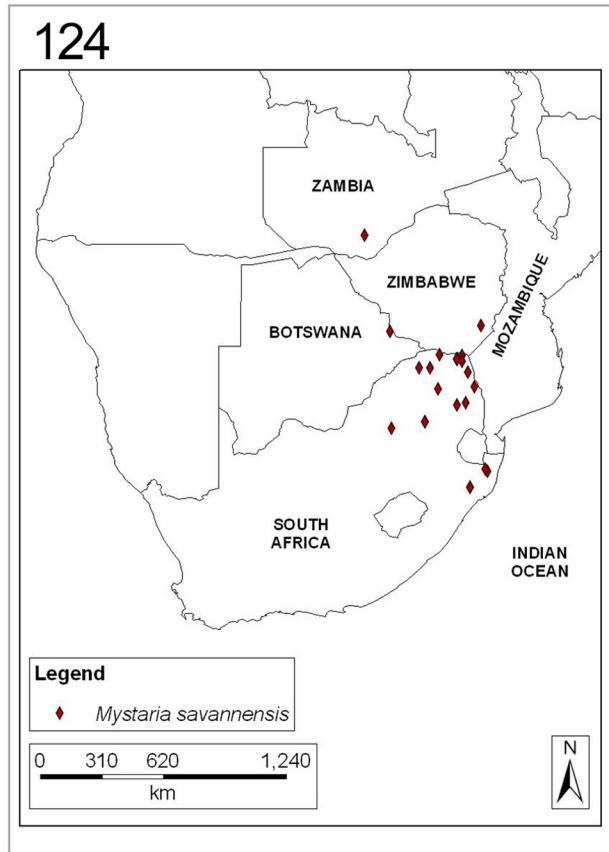 124
ZAMBIA
ZIMBABWE
MOZAMBIQUE
BOTSWANA
SOUTH
AFRICA
INDIAN
OCEAN
Legend
Mystaria savannensis
0 310 620 1,240
km
N